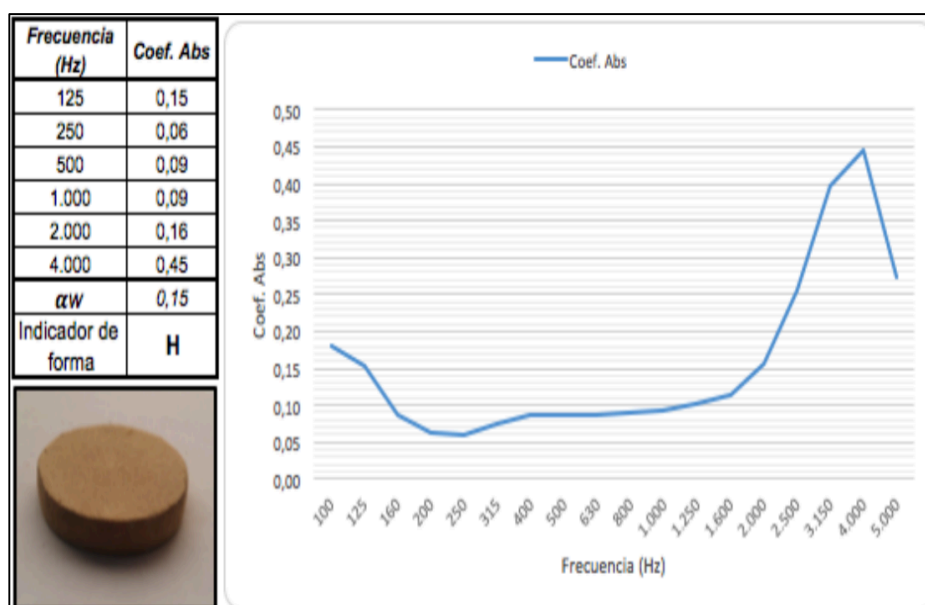 Frecuencia (Hz) Coef. Abs
125 0,15
250 0,06
500 0,09
1.000 0,09
2.000 0,16
4.000 0,45
αw 0,15
Indicador de forma H
Coef. Abs
0,50
0,45
0,40
0,35
0,30
0,25
0,20
0,15
0,10
0,05
0,00
Coef. Abs
100 125 160 200 250 315 400 500 630 800 1.000 1.250 1.600 2.000 2.500 3.150 4.000 5.000
Frecuencia (Hz)